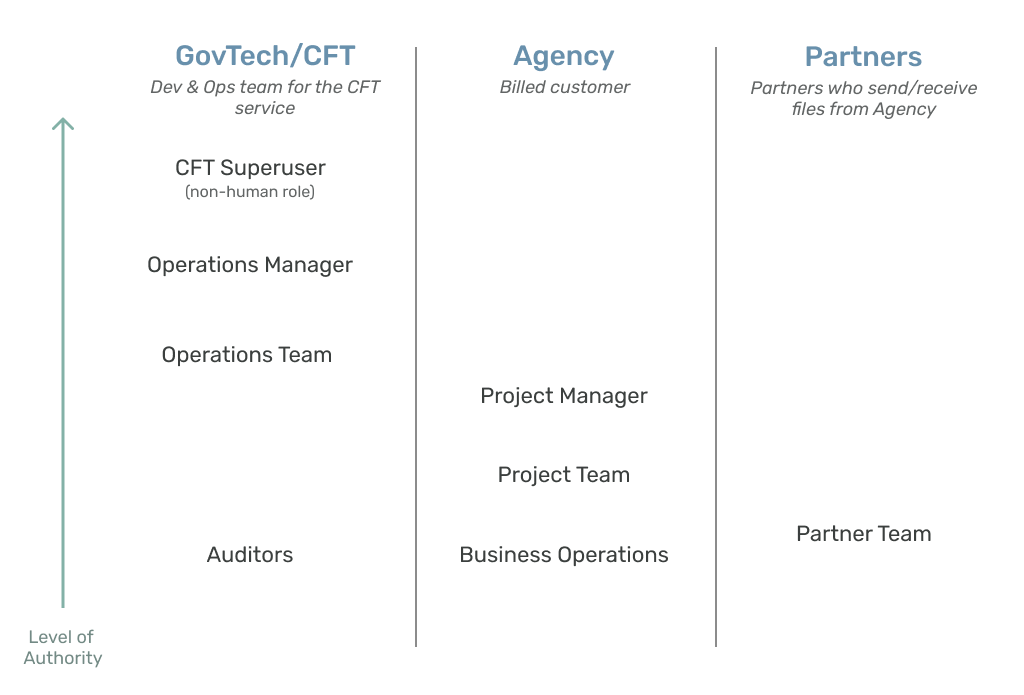 GovTech/CFT
Dev & Ops team for the CFT
service
CFT Superuser
(non-human role)
Operations Manager
Operations Team
Auditors
Agency
Billed customer
Project Manager
Project Team
Business Operations
Partners
Partners who send/receive
files from Agency
Partner Team
Level of
Authority